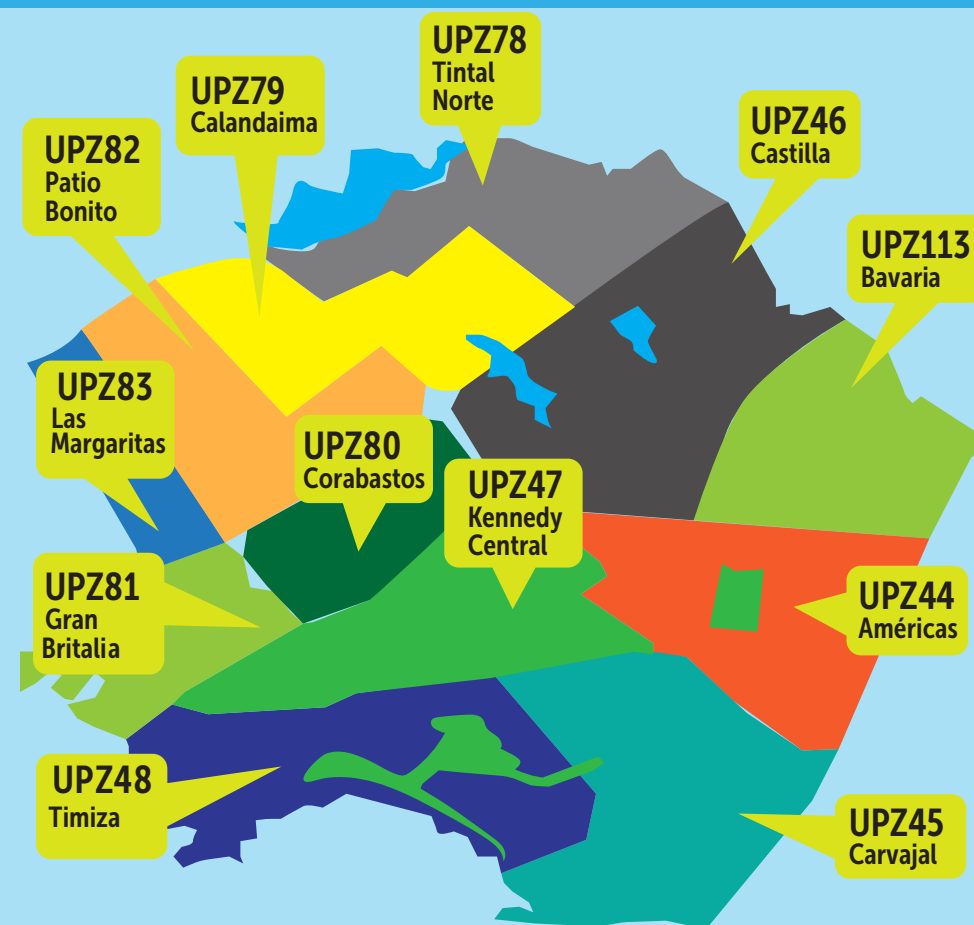 UPZ78
Tintal
Norte
UPZ79
Calandaima
UPZ46
Castilla
UPZ82
Patio
Bonito
UPZ113
Bavaria
UPZ83
Las
Margaritas
UPZ80
Corabastos
UPZ47
Kennedy
Central
UPZ81
Gran
Britalia
UPZ44
Américas
UPZ48
Timiza
UPZ45
Carvajal